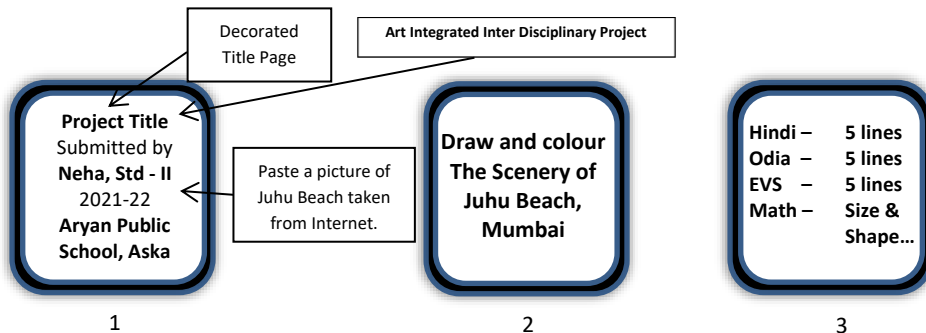 Decorated
Title Page
Art Integrated Inter Disciplinary Project
Project Title
Submitted by
Neha, Std - II
2021-22
Aryan Public
School, Aska
Paste a picture of
Juhu Beach taken
from Internet.
1
Draw and colour
The Scenery of
Juhu Beach,
Mumbai
2
Hindi – 5 lines
Odia – 5 lines
EVS – 5 lines
Math – Size &
Shape...
3